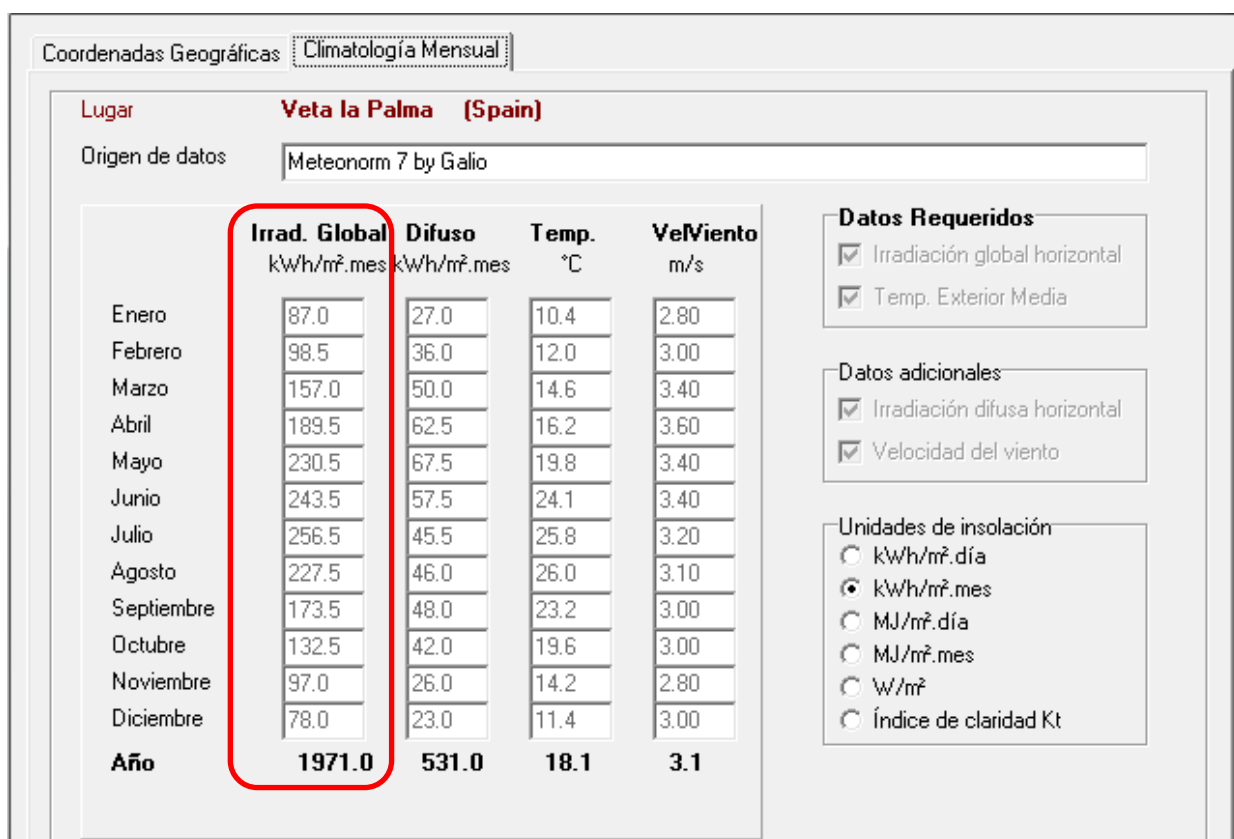 Coordenadas Geográficas Climatología Mensual
Lugar Veta la Palma (Spain)
Origen de datos Meteonorm 7 by Galio
Irrad. Global Difuso Temp. VelViento
kWh/m².mes kWh/m².mes °C m/s
Enero 87.0 27.0 10.4 2.80
Febrero 98.5 36.0 12.0 3.00
Marzo 157.0 50.0 14.6 3.40
Abril 189.5 62.5 16.2 3.60
Mayo 230.5 67.5 19.8 3.40
Junio 243.5 57.5 24.1 3.40
Julio 256.5 45.5 25.8 3.20
Agosto 227.5 46.0 26.0 3.10
Septiembre 173.5 48.0 23.2 3.00
Octubre 132.5 42.0 19.6 3.00
Noviembre 97.0 26.0 14.2 2.80
Diciembre 78.0 23.0 11.4 3.00
Año 1971.0 531.0 18.1 3.1
Datos Requeridos
Irradiación global horizontal
Temp. Exterior Media
Datos adicionales
Irradiación difusa horizontal
Velocidad del viento
Unidades de insolación
kWh/m².día
kWh/m².mes
MJ/m².día
MJ/m².mes
W/m²
Índice de claridad Kt